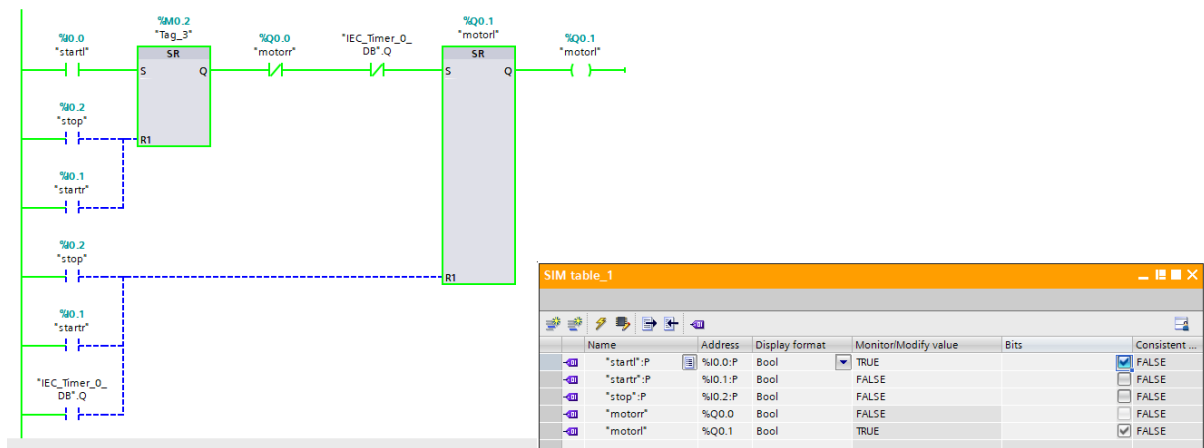 %M0.2
"Tag_3"
%Q0.1
"motorl"
%I0.0
"startl"
SR
%Q0.0
"motorr"
"IEC_Timer_0_
DB".Q
SR
%Q0.1
"motorl"
S Q
S Q
%I0.2
"stop"
R1
%I0.1
"startr"
%I0.2
"stop"
R1
%I0.1
"startr"
"IEC_Timer_0_
DB".Q
SIM table_1
Name Address Display format Monitor/Modify value Bits Consistent ...
"startl":P %I0.0:P Bool TRUE FALSE
"startr":P %I0.1:P Bool FALSE FALSE
"stop":P %I0.2:P Bool FALSE FALSE
"motorr" %Q0.0 Bool FALSE FALSE
"motorl" %Q0.1 Bool TRUE FALSE